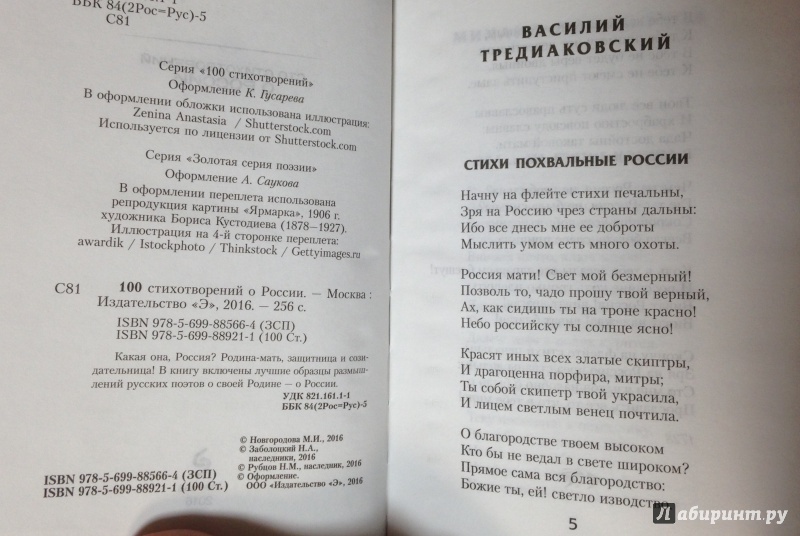 ББК 84(2Рос=Рус)-5
С81
Серия «100 стихотворений»
Оформление К. Гусарева
В оформлении обложки использована иллюстрация:
Zenina Anastasia / Shutterstock.com
Используется по лицензии от Shutterstock.com
Серия «Золотая серия поэзии»
Оформление А. Саукова
В оформлении переплета использована
репродукция картины «Ярмарка», 1906 г.
художника Бориса Кустодиева (1878–1927).
Иллюстрация на 4-й сторонке переплета:
awardik / Istockphoto / Thinkstock / Gettyimages.ru
С81 100 стихотворений о России. — Москва :
Издательство «Э», 2016. — 256 с.
ISBN 978-5-699-88566-4 (ЗСП)
ISBN 978-5-699-88921-1 (100 Ст.)
Какая она, Россия? Родина-мать, защитница и сози-
дательница! В книгу включены лучшие образцы размыш-
лений русских поэтов о своей Родине – о России.
УДК 821.161.1-1
ББК 84(2Рос=Рус)-5
© Новгородова М.И., 2016
© Заболоцкий Н.А.,
наследники, 2016
© Рубцов Н.М., наследник, 2016
© Оформление.
ООО «Издательство «Э», 2016
ISBN 978-5-699-88566-4 (ЗСП)
ISBN 978-5-699-88921-1 (100 Ст.)
ВАСИЛИЙ
ТРЕДИАКОВСКИЙ
СТИХИ ПОХВАЛЬНЫЕ РОССИИ
Начну на флейте стихи печальны,
Зря на Россию чрез страны дальны:
Ибо все днесь мне ее доброты
Мыслить умом есть много охоты.
Россия мати! Свет мой безмерный!
Позволь то, чадо прошу твой верный,
Ах, как сидишь ты на троне красно!
Небо российску ты солнце ясно!
Красят иных всех златые скиптры,
И драгоценна порфира, митры;
Ты собой скипетр твой украсила,
И лицем светлым венец почтила.
О благородстве твоем высоком
Кто бы не ведал в свете широком?
Прямое сама вся благородство:
Божие ты, ей! светло изводство
5
Лабиринт.ру